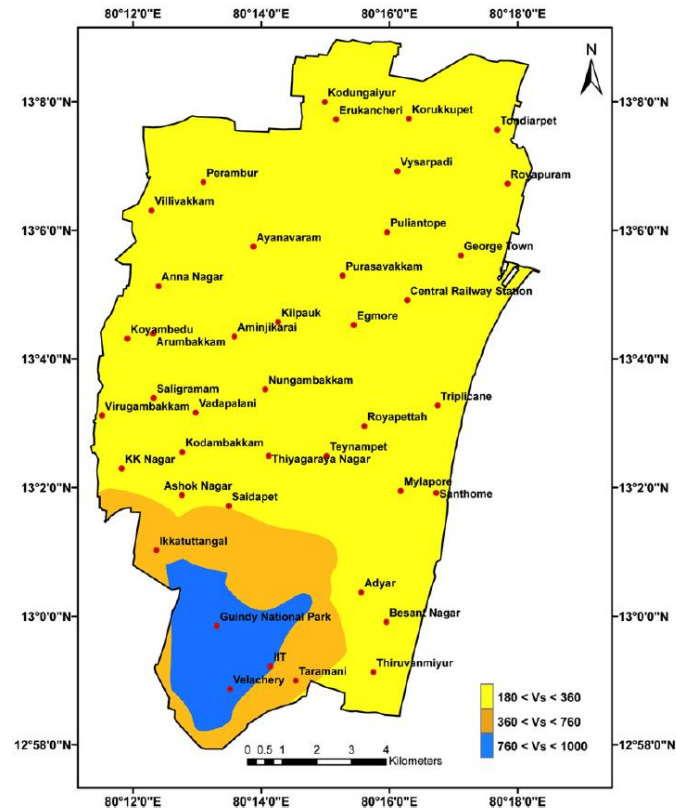 80°12'0"E 80°14'0"E 80°16'0"E 80°18'0"E
N
13°8'0"N 13°8'0"N
Kodungaiyur
Erukancheri Korukkupet
Tondiarpet
Vysarpadi
Perambur
Royapuram
Villivakkam
13°6'0"N 13°6'0"N
Puliantope
Ayanavaram
George Town
Purasavakkam
Anna Nagar
Central Railway Station
Kilpauk
Egmore
Koyambedu
Aminjikarai
Arumbakkam
13°4'0"N 13°4'0"N
Nungambakkam
Saligramam
Triplicane
Virugambakkam Vadapalani
Royapettah
Kodambakkam
Teynampet
Thiyagaraya Nagar
KK Nagar
Ashok Nagar
Mylapore
13°2'0"N 13°2'0"N
Saidapet
Santhome
Ikkatuttangal
Adyar
13°0'0"N 13°0'0"N
Guindy National Park
Besant Nagar
IIT
Thiruvanmiyur
Taramani
Velachery
180 < Vs < 360
360 < Vs < 760
760 < Vs < 1000
12°58'0"N 12°58'0"N
0 0.5 1 2 3 4
Kilometers
80°12'0"E 80°14'0"E 80°16'0"E 80°18'0"E